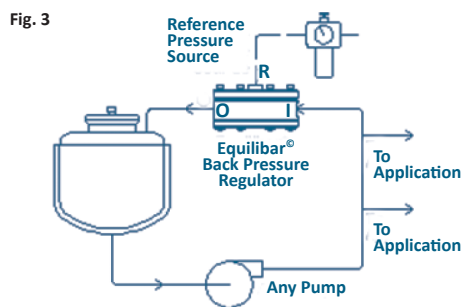 Fig. 3
Reference
Pressure
Source
R
O
I
Equilibar©
Back Pressure
Regulator
To
Application
To
Application
Any Pump